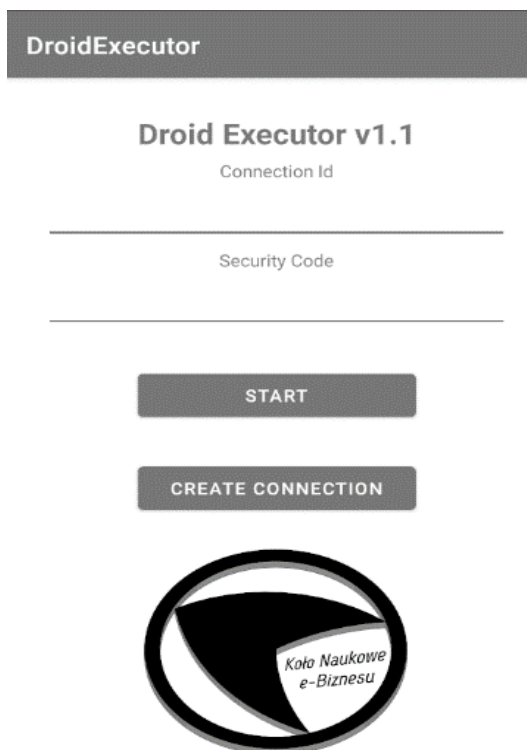 DroidExecutor
Droid Executor v1.1
Connection Id
Security Code
START
CREATE CONNECTION
Koło Naukowe
e-Biznesu